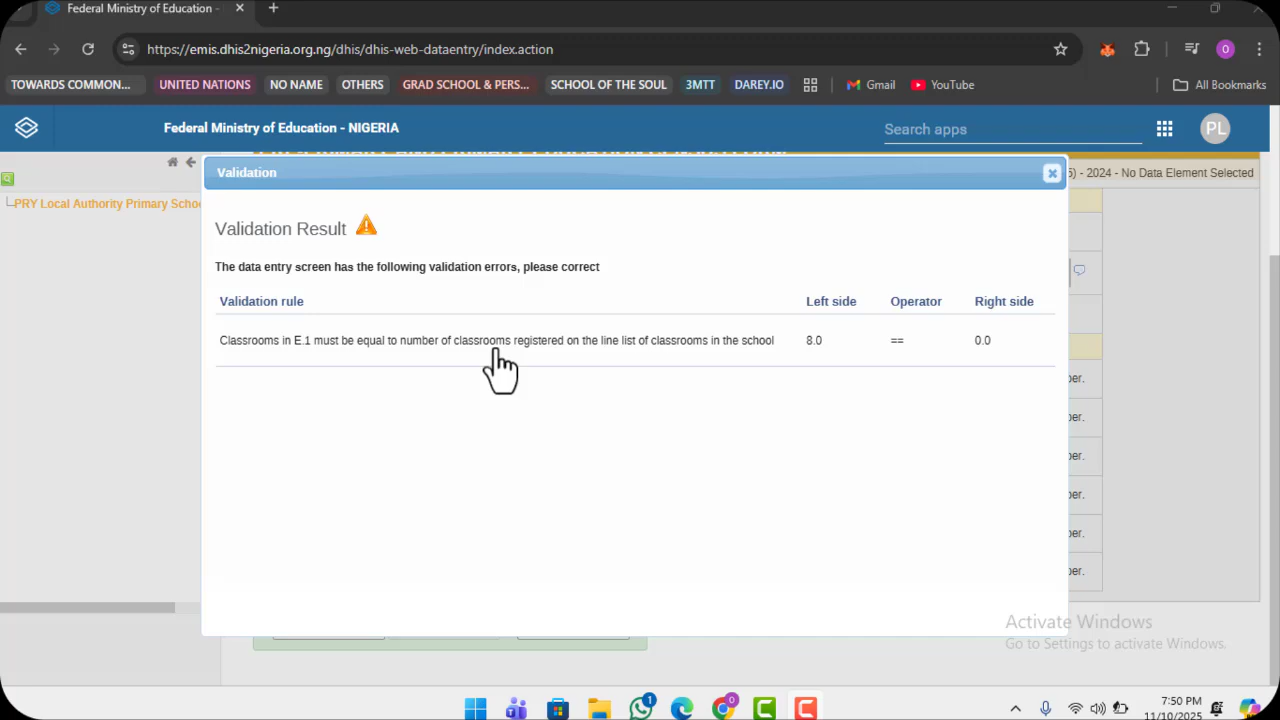 Federal Ministry of Education -
https://emis.dhis2nigeria.org.ng/dhis/dhis-web-dataentry/index.action
O
TOWARDS COMMON... UNITED NATIONS NO NAME OTHERS GRAD SCHOOL & PERS... SCHOOL OF THE SOUL 3MTT DAREY.IO Gmail YouTube All Bookmarks
Federal Ministry of Education - NIGERIA Search apps PL
Validation
5) - 2024 - No Data Element Selected
PRY Local Authority Primary Schoo
Validation Result
The data entry screen has the following validation errors, please correct
Validation rule Left side Operator Right side
Classrooms in E.1 must be equal to number of classrooms registered on the line list of classrooms in the school 8.0 == 0.0
ber.
ber.
ber.
ber.
ber.
ber.
Activate Windows
Go to Settings to activate Windows.
1
O
7:50 PM
11/10/2025